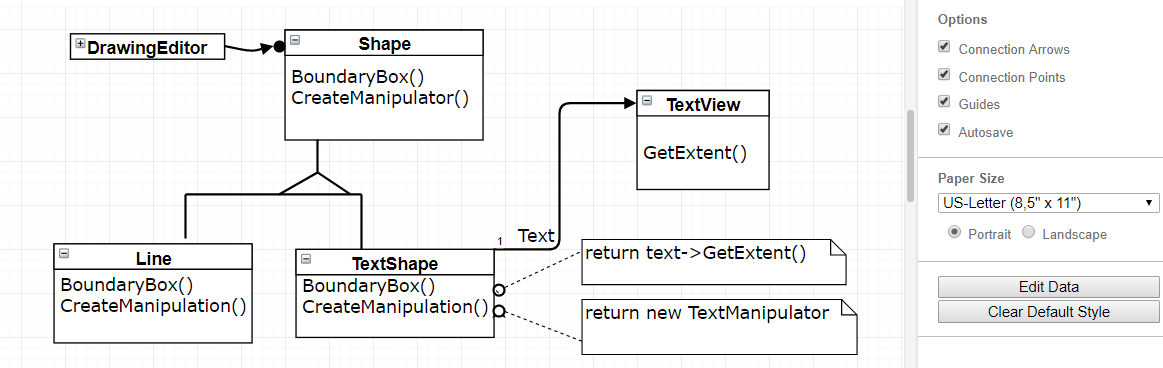 DrawingEditor
Shape
BoundaryBox()
CreateManipulator()
TextView
GetExtent()
Line
BoundaryBox()
CreateManipulation()
1 Text
TextShape
BoundaryBox()
CreateManipulation()
return text->GetExtent()
return new TextManipulator
Options
Connection Arrows
Connection Points
Guides
Autosave
Paper Size
US-Letter (8,5" x 11")
Portrait Landscape
Edit Data
Clear Default Style